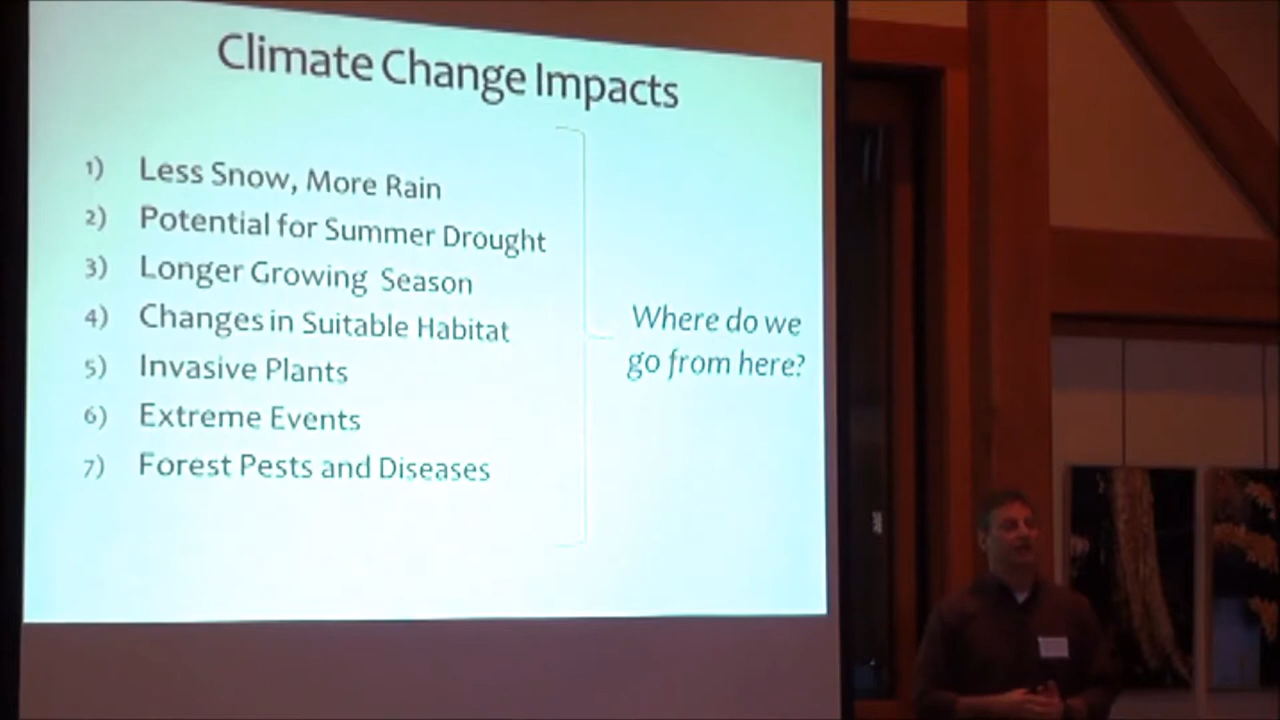 Climate Change Impacts
1) Less Snow, More Rain
2) Potential for Summer Drought
3) Longer Growing Season
4) Changes in Suitable Habitat
5) Invasive Plants
6) Extreme Events
7) Forest Pests and Diseases
Where do we
go from here?